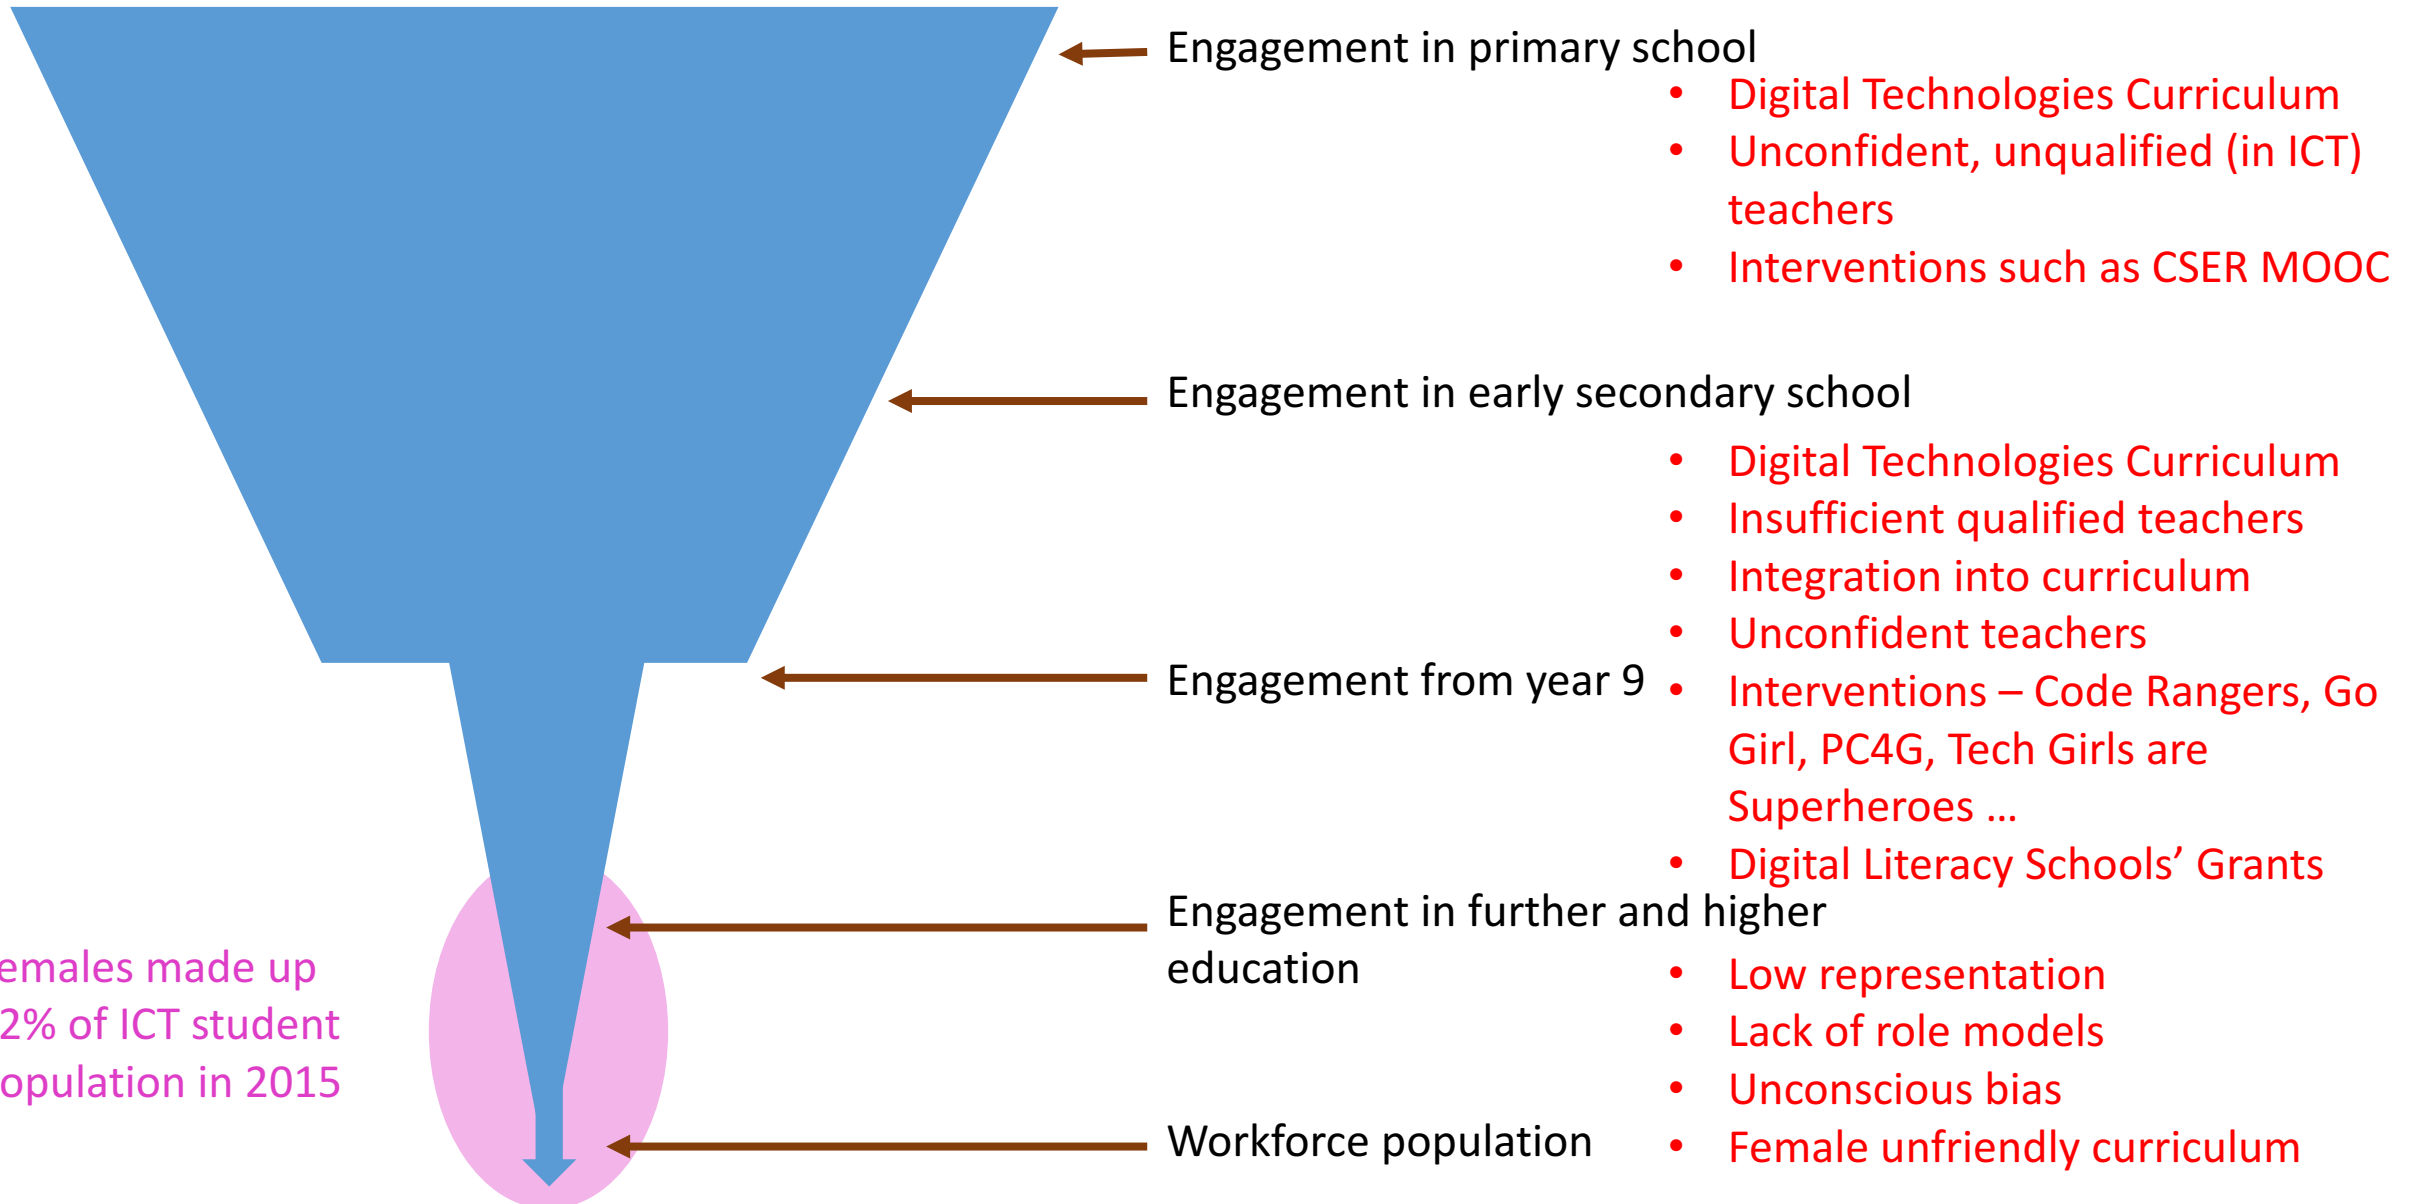 Engagement in primary school
• Digital Technologies Curriculum
• Unconfident, unqualified (in ICT)
teachers
• Interventions such as CSER MOOC
Engagement in early secondary school
• Digital Technologies Curriculum
• Insufficient qualified teachers
• Integration into curriculum
• Unconfident teachers
Engagement from year 9
• Interventions – Code Rangers, Go
Girl, PC4G, Tech Girls are
Superheroes ...
• Digital Literacy Schools’ Grants
Engagement in further and higher
education
• Low representation
• Lack of role models
• Unconscious bias
• Female unfriendly curriculum
Workforce population
emales made up
2% of ICT student
opulation in 2015